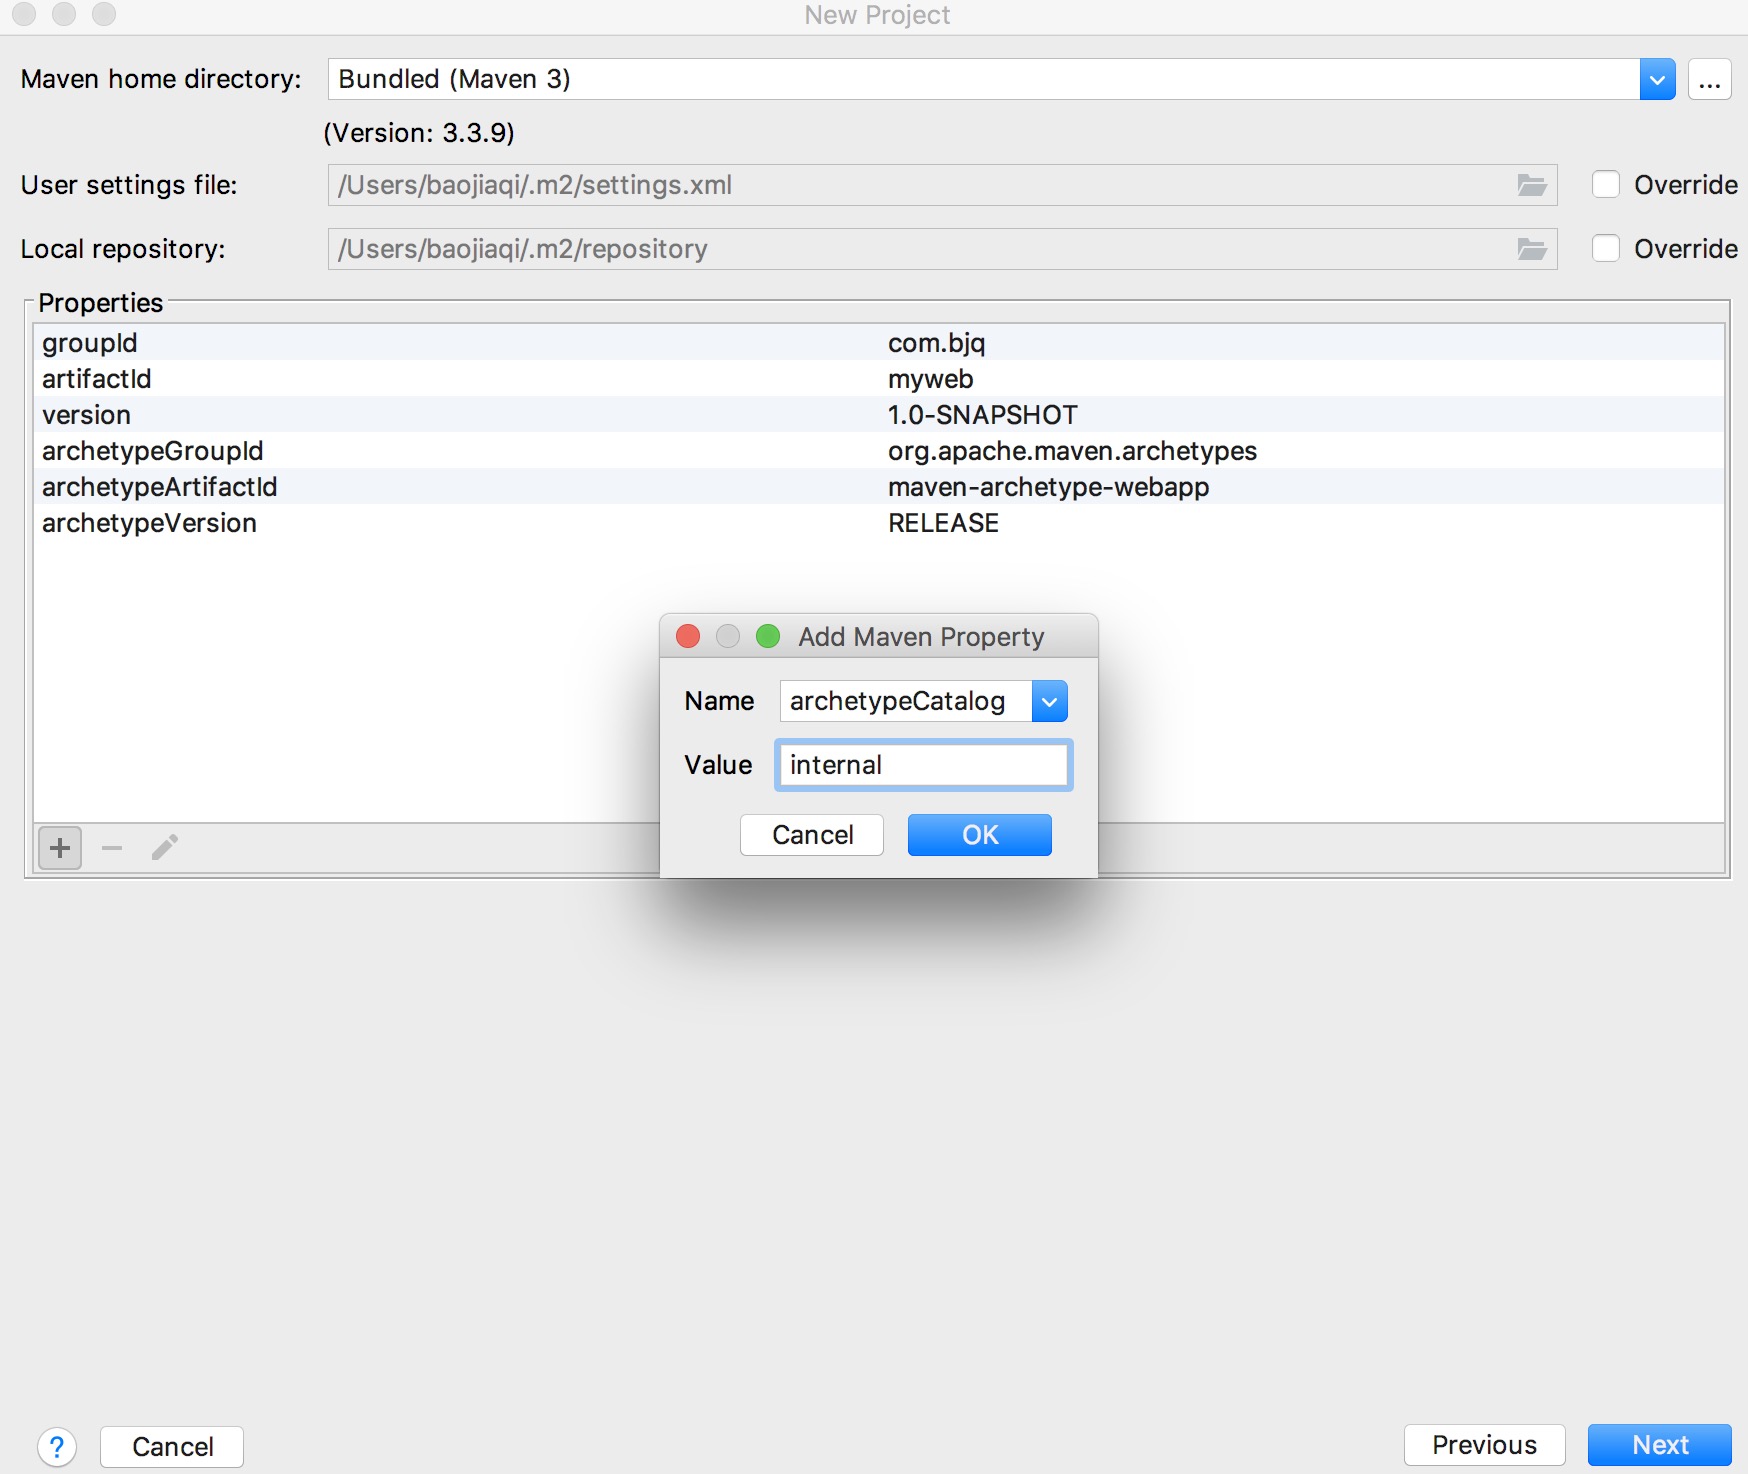 New Project
Maven home directory: Bundled (Maven 3) ...
(Version: 3.3.9)
User settings file: /Users/baojiaqi/.m2/settings.xml Override
Local repository: /Users/baojiaqi/.m2/repository Override
Properties
groupId com.bjq
artifactId myweb
version 1.0-SNAPSHOT
archetypeGroupId org.apache.maven.archetypes
archetypeArtifactId maven-archetype-webapp
archetypeVersion RELEASE
Add Maven Property
Name archetypeCatalog
Value internal
Cancel OK
? Cancel Previous Next